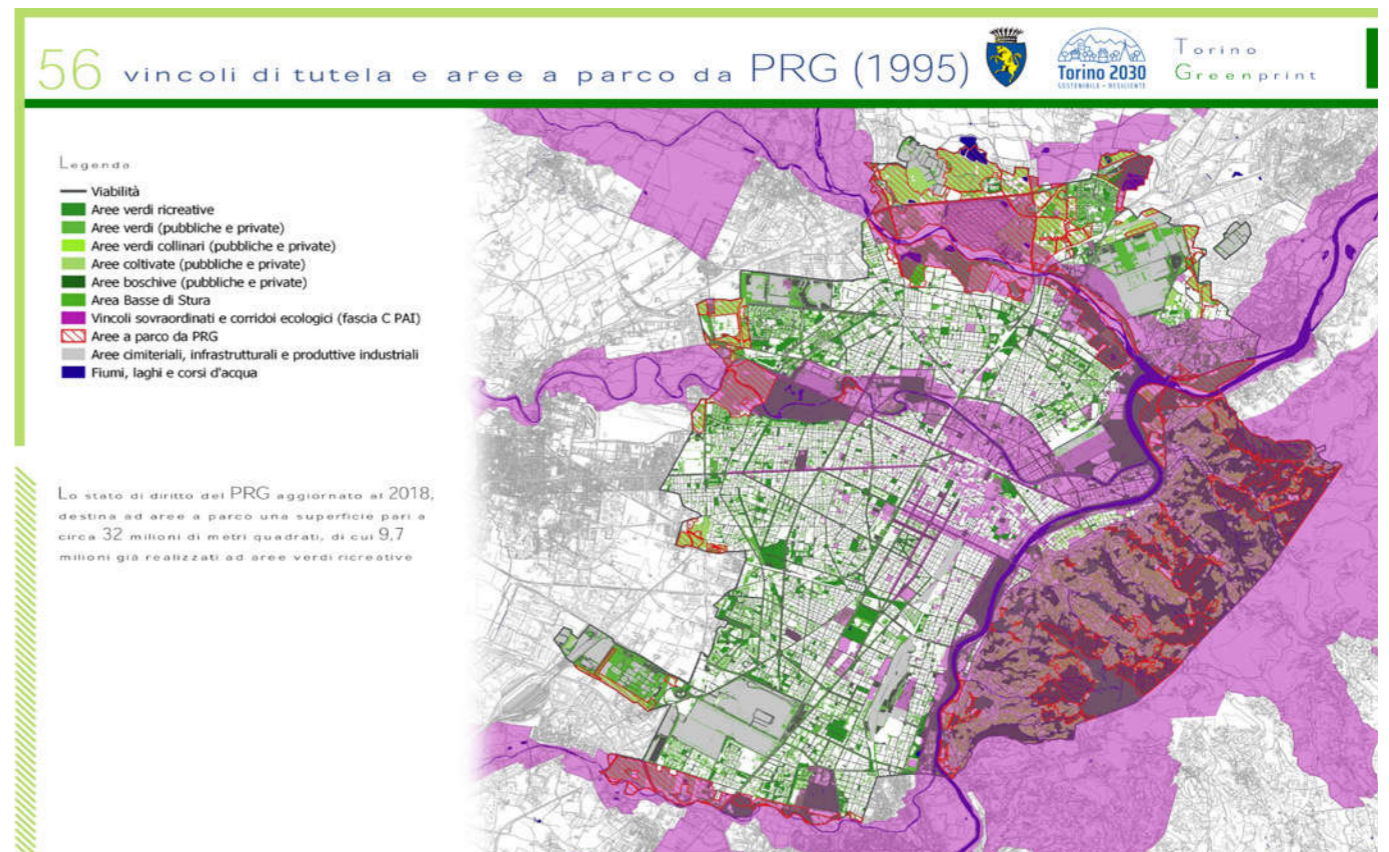 56 vincoli di tutela e aree a parco da PRG (1995)
Torino 2030
SOSTENIBILE - RESILIENTE
Torino
Greenprint
Legenda
Viabilità
Aree verdi ricreative
Aree verdi (pubbliche e private)
Aree verdi collinari (pubbliche e private)
Aree coltivate (pubbliche e private)
Aree boschive (pubbliche e private)
Area Basse di Stura
Vincoli sovraordinati e corridoi ecologici (fascia C PAI)
Aree a parco da PRG
Aree cimiteriali, infrastrutturali e produttive industriali
Fiumi, laghi e corsi d'acqua
Lo stato di diritto del PRG aggiornato al 2018,
destina ad aree a parco una superficie pari a
circa 32 milioni di metri quadrati, di cui 9,7
milioni già realizzati ad aree verdi ricreative